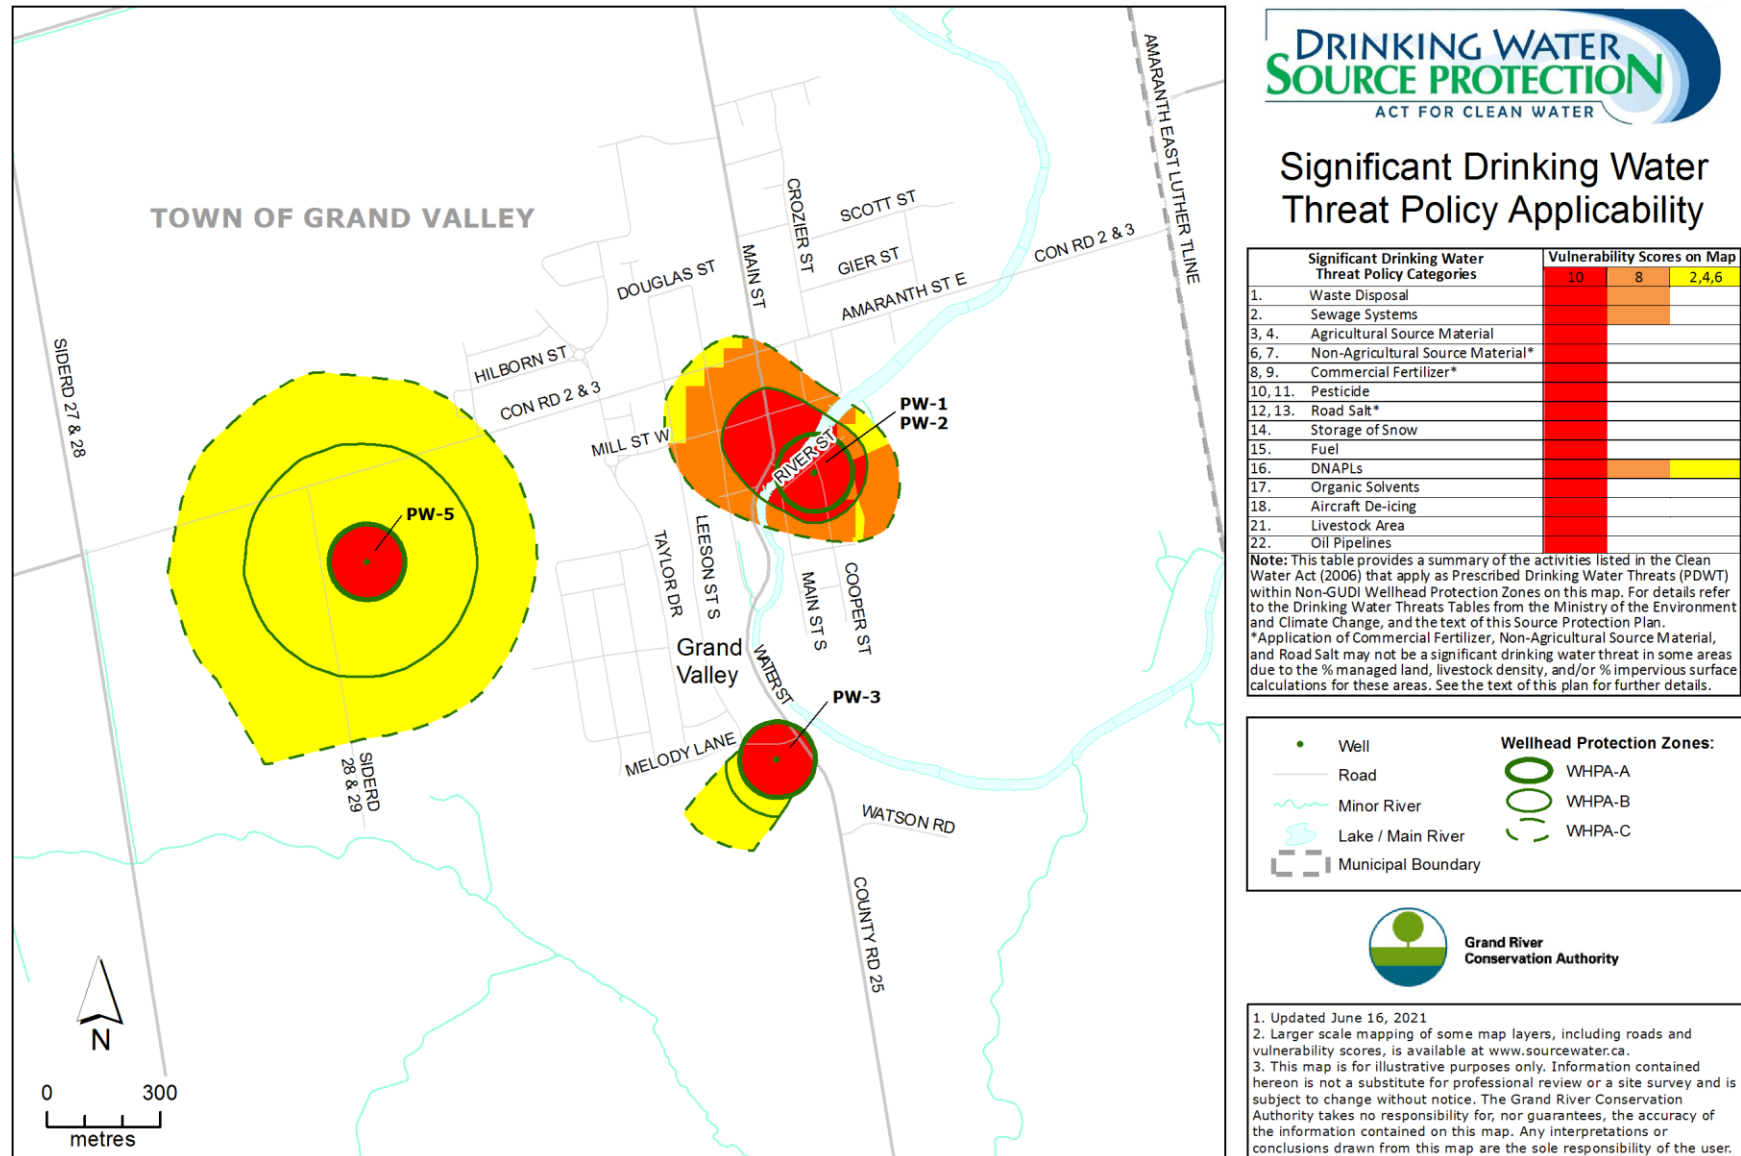 TOWN OF GRAND VALLEY
SIDERD 27 & 28
HILBORN ST
CON RD 2 & 3
DOUGLAS ST
MAIN ST
CROZIER ST
SCOTT ST
GIER ST
AMARANTH ST E
CON RD 2 & 3
AMARANTH EAST LUTHER TLINE
MILL ST W
RIVER ST
PW-1
PW-2
PW-5
TAYLOR DR
LEESON ST S
MAIN ST S
COOPER ST
Grand
Valley
WATER ST
PW-3
MELODY LANE
SIDERD
28 & 29
WATSON RD
COUNTY RD 25
N
0 300
metres
DRINKING WATER
SOURCE PROTECTION
ACT FOR CLEAN WATER
Significant Drinking Water
Threat Policy Applicability
Significant Drinking Water
Threat Policy Categories
Vulnerability Scores on Map
10 8 2,4,6
1. Waste Disposal
2. Sewage Systems
3, 4. Agricultural Source Material
6, 7. Non-Agricultural Source Material*
8, 9. Commercial Fertilizer*
10, 11. Pesticide
12, 13. Road Salt*
14. Storage of Snow
15. Fuel
16. DNAPLs
17. Organic Solvents
18. Aircraft De-icing
21. Livestock Area
22. Oil Pipelines
Note: This table provides a summary of the activities listed in the Clean
Water Act (2006) that apply as Prescribed Drinking Water Threats (PDWT)
within Non-GUDI Wellhead Protection Zones on this map. For details refer
to the Drinking Water Threats Tables from the Ministry of the Environment
and Climate Change, and the text of this Source Protection Plan.
*Application of Commercial Fertilizer, Non-Agricultural Source Material,
and Road Salt may not be a significant drinking water threat in some areas
due to the % managed land, livestock density, and/or % impervious surface
calculations for these areas. See the text of this plan for further details.
Well
Road
Minor River
Lake / Main River
Municipal Boundary
Wellhead Protection Zones:
WHPA-A
WHPA-B
WHPA-C
Grand River
Conservation Authority
1. Updated June 16, 2021
2. Larger scale mapping of some map layers, including roads and
vulnerability scores, is available at www.sourcewater.ca.
3. This map is for illustrative purposes only. Information contained
hereon is not a substitute for professional review or a site survey and is
subject to change without notice. The Grand River Conservation
Authority takes no responsibility for, nor guarantees, the accuracy of
the information contained on this map. Any interpretations or
conclusions drawn from this map are the sole responsibility of the user.